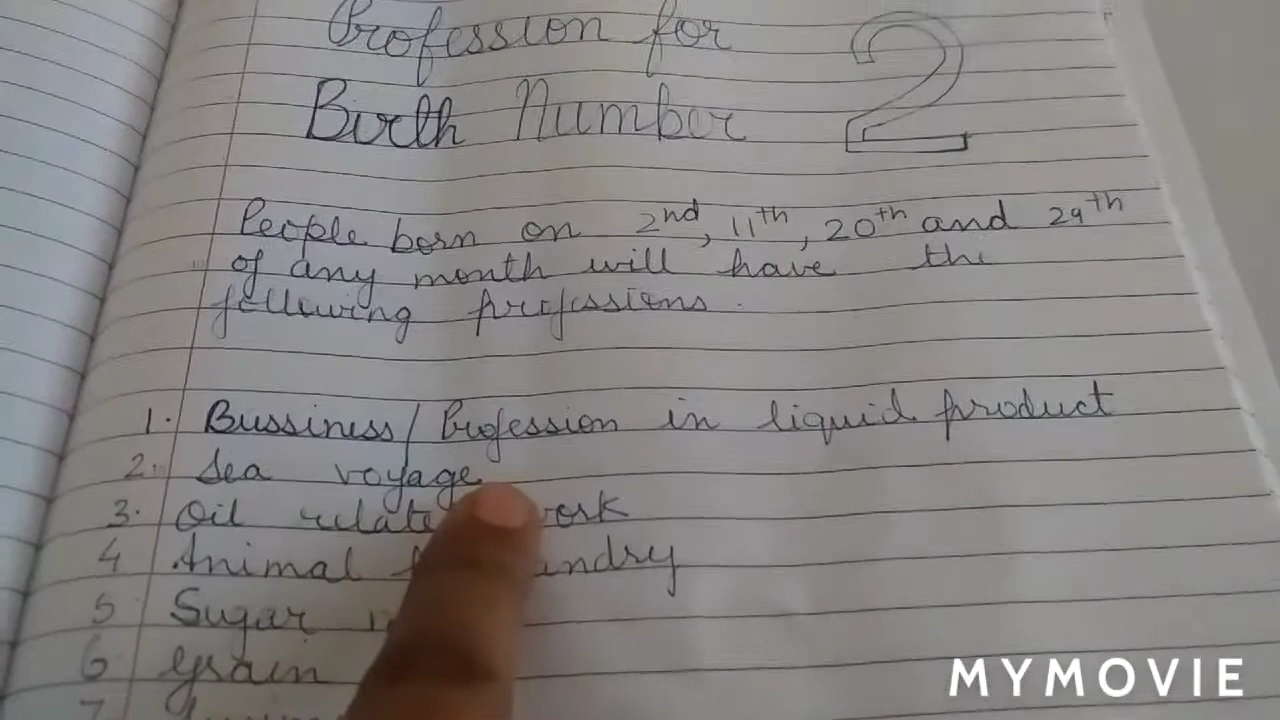 Profession for
Birth Number 2
People born on 2nd, 11th, 20th and 29th
of any month will have the
following professions.
1. Bussiness/Profession in liquid product
2. Sea voyage
3. Oil work
4 Animal
5 Sugar
6 Grain
7
MYMOVIE